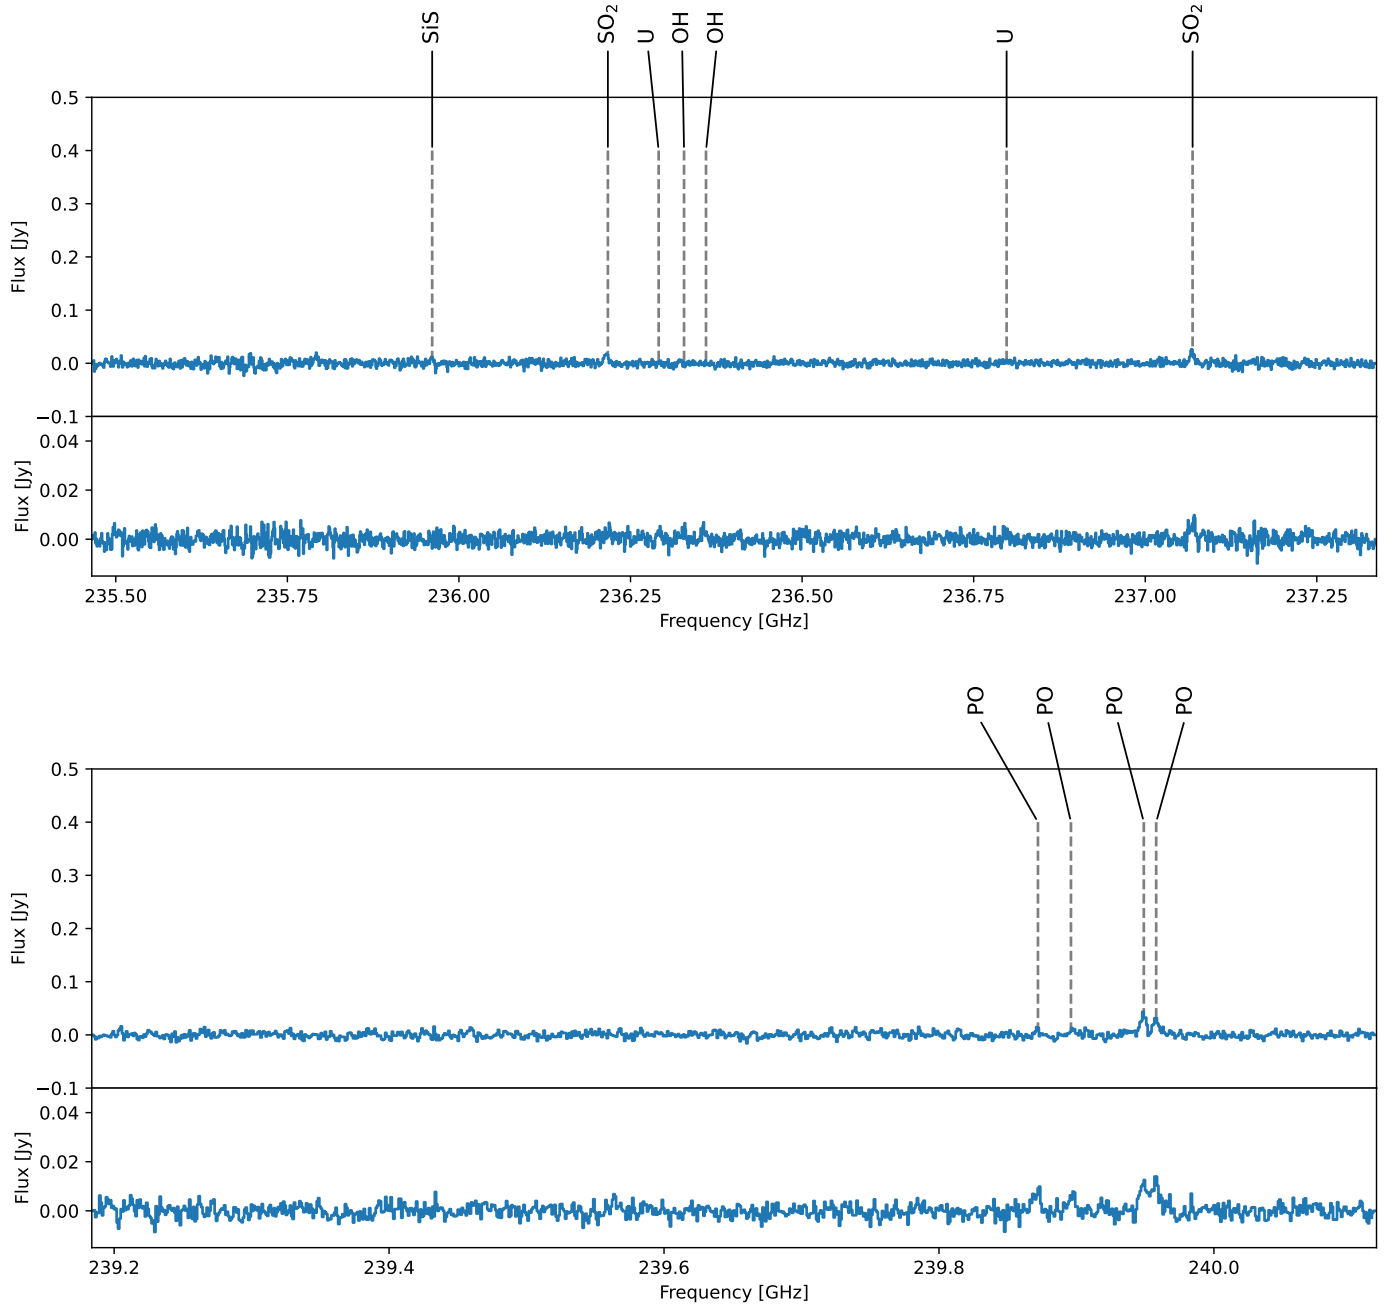 SiS SO₂ U OH OH U SO₂
0.5
0.4
0.3
0.2
0.1
0.0
−0.1
Flux [Jy]
0.04
0.02
0.00
Flux [Jy]
235.50 235.75 236.00 236.25 236.50 236.75 237.00 237.25
Frequency [GHz]
PO PO PO PO
0.5
0.4
0.3
0.2
0.1
0.0
−0.1
Flux [Jy]
0.04
0.02
0.00
Flux [Jy]
239.2 239.4 239.6 239.8 240.0
Frequency [GHz]